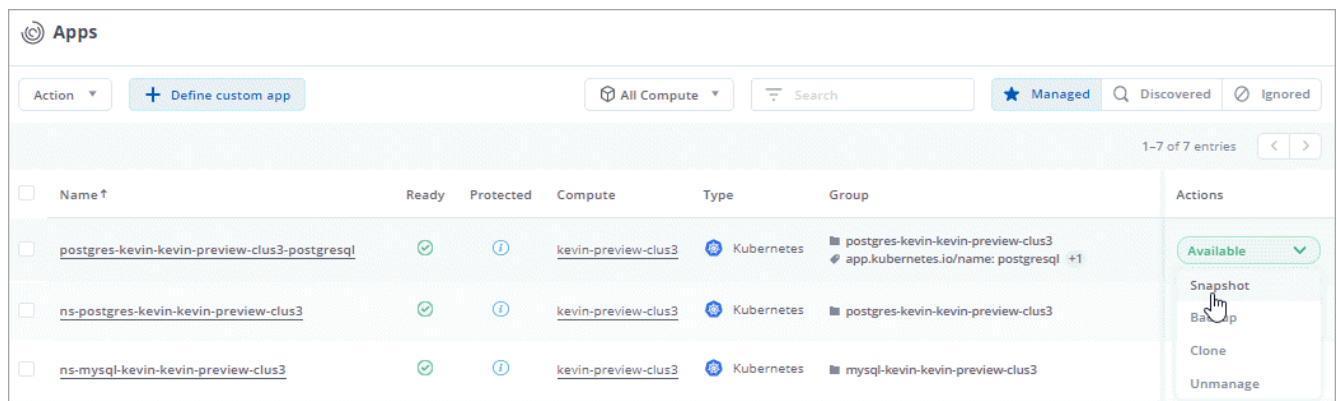 Apps
Action
+ Define custom app
All Compute
Search
Managed
Discovered
Ignored
1–7 of 7 entries
Name↑ Ready Protected Compute Type Group Actions
postgres-kevin-kevin-preview-clus3-postgresql kevin-preview-clus3 Kubernetes postgres-kevin-kevin-preview-clus3 Available
app.kubernetes.io/name: postgresql +1
Snapshot
ns-postgres-kevin-kevin-preview-clus3 kevin-preview-clus3 Kubernetes postgres-kevin-kevin-preview-clus3
Backup
Clone
ns-mysql-kevin-kevin-preview-clus3 kevin-preview-clus3 Kubernetes mysql-kevin-kevin-preview-clus3
Unmanage